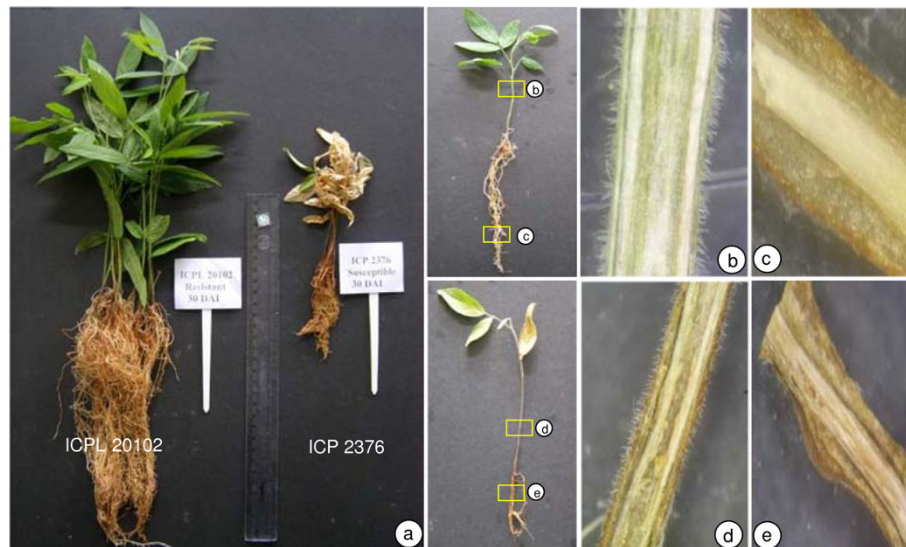 ICPL 20102
Resistant
30 DAI
ICP 2376
Susceptible
30 DAI
ICPL 20102
ICP 2376
a
b
c
b
c
d
e
d
e